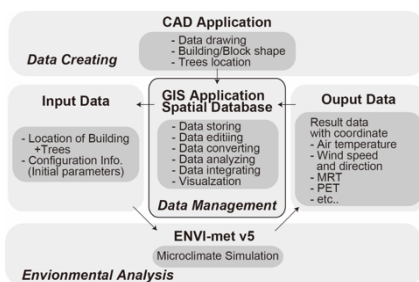 CAD Application
- Data drawing
- Building/Block shape
- Trees location
Data Creating
Input Data
- Location of Building
+Trees
- Configuration Info.
(Initial parameters)
GIS Application
Spatial Database
- Data storing
- Data editiing
- Data converting
- Data analyzing
- Data integrating
- Visualzation
Data Management
Ouput Data
Result data
with coordinate
- Air temperature
- Wind speed
and direction
- MRT
- PET
- etc..
ENVI-met v5
Microclimate Simulation
Envionmental Analysis